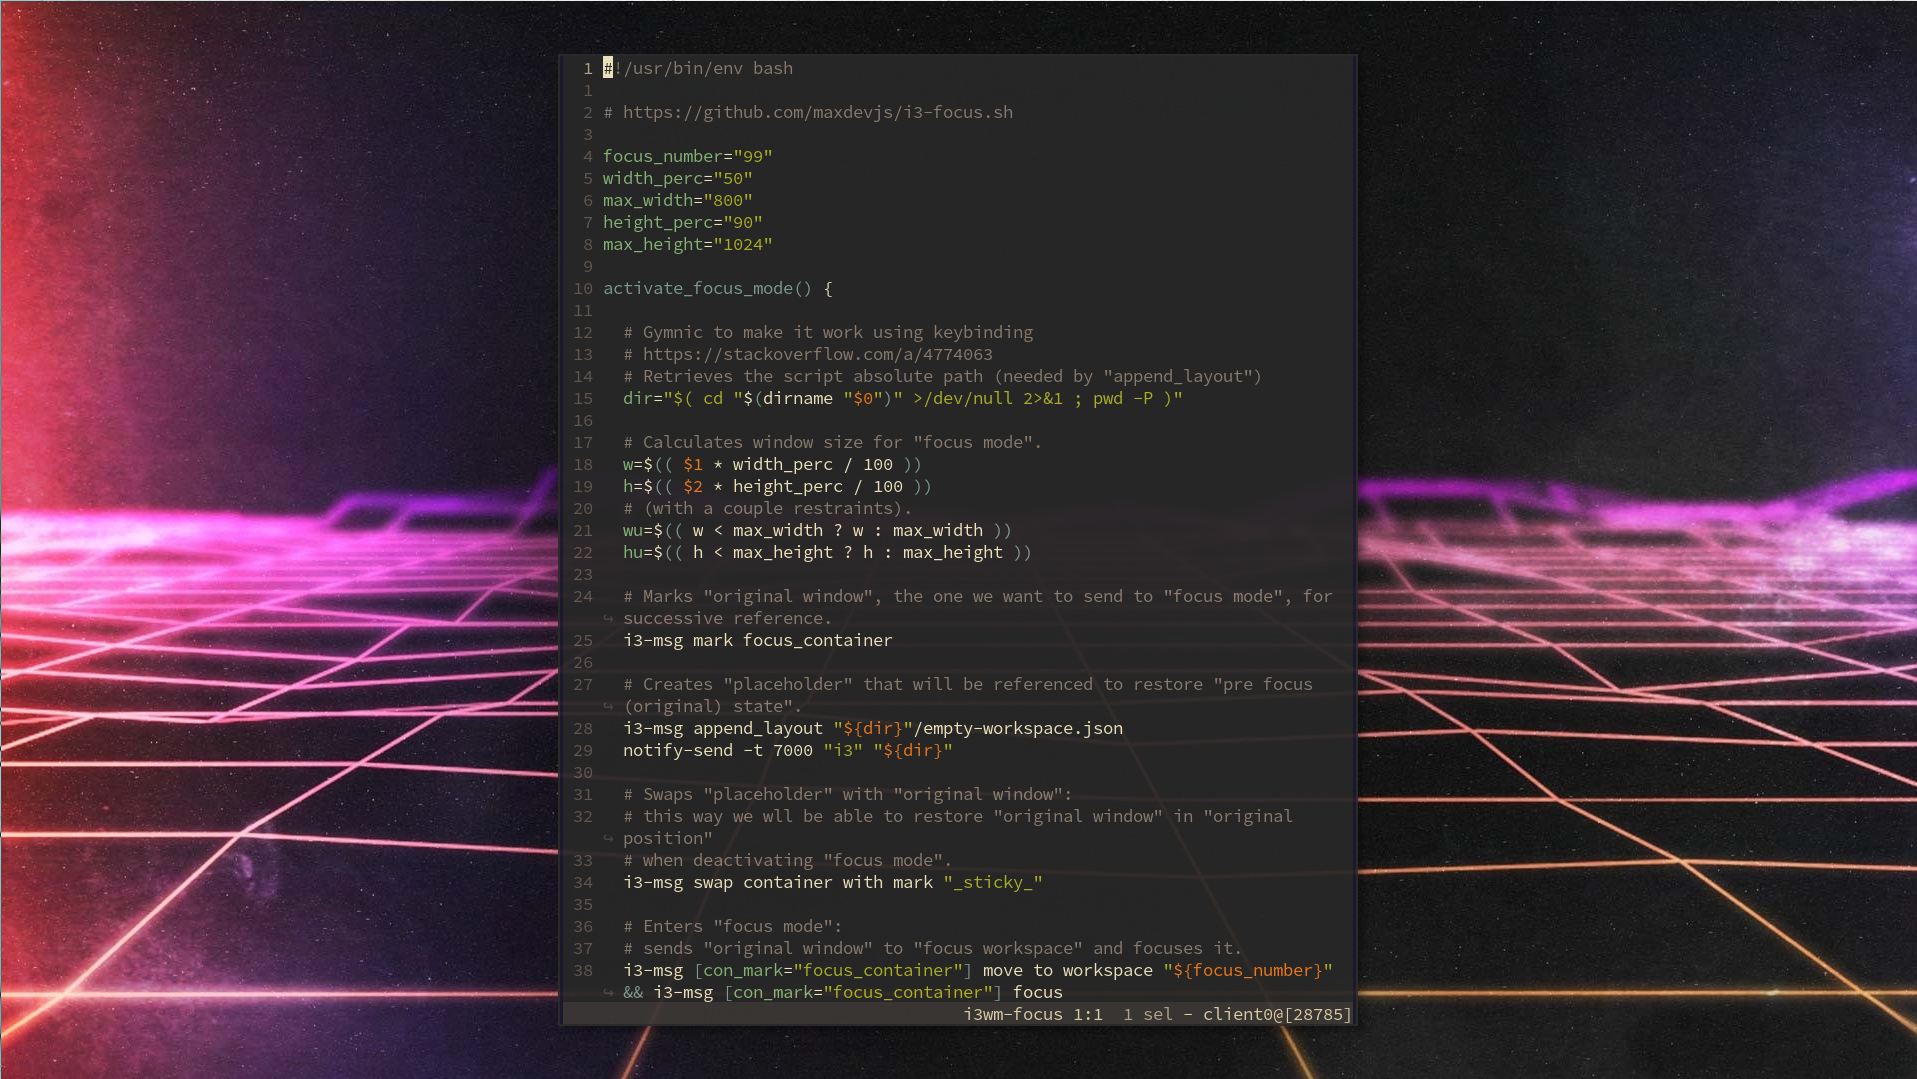 1 #!/usr/bin/env bash
1
2 # https://github.com/maxdevjs/i3-focus.sh
3
4 focus_number="99"
5 width_perc="50"
6 max_width="800"
7 height_perc="90"
8 max_height="1024"
9
10 activate_focus_mode() {
11
12   # Gymnic to make it work using keybinding
13   # https://stackoverflow.com/a/4774063
14   # Retrieves the script absolute path (needed by "append_layout")
15   dir="$( cd "$(dirname "$0")" >/dev/null 2>&1 ; pwd -P )"
16
17   # Calculates window size for "focus mode".
18   w=$(( $1 * width_perc / 100 ))
19   h=$(( $2 * height_perc / 100 ))
20   # (with a couple restraints).
21   wu=$(( w < max_width ? w : max_width ))
22   hu=$(( h < max_height ? h : max_height ))
23
24   # Marks "original window", the one we want to send to "focus mode", for
↪ successive reference.
25   i3-msg mark focus_container
26
27   # Creates "placeholder" that will be referenced to restore "pre focus
↪ (original) state".
28   i3-msg append_layout "${dir}"/empty-workspace.json
29   notify-send -t 7000 "i3" "${dir}"
30
31   # Swaps "placeholder" with "original window":
32   # this way we wll be able to restore "original window" in "original
↪ position"
33   # when deactivating "focus mode".
34   i3-msg swap container with mark "_sticky_"
35
36   # Enters "focus mode":
37   # sends "original window" to "focus workspace" and focuses it.
38   i3-msg [con_mark="focus_container"] move to workspace "${focus_number}"
↪ && i3-msg [con_mark="focus_container"] focus
i3wm-focus 1:1  1 sel - client0@[28785]